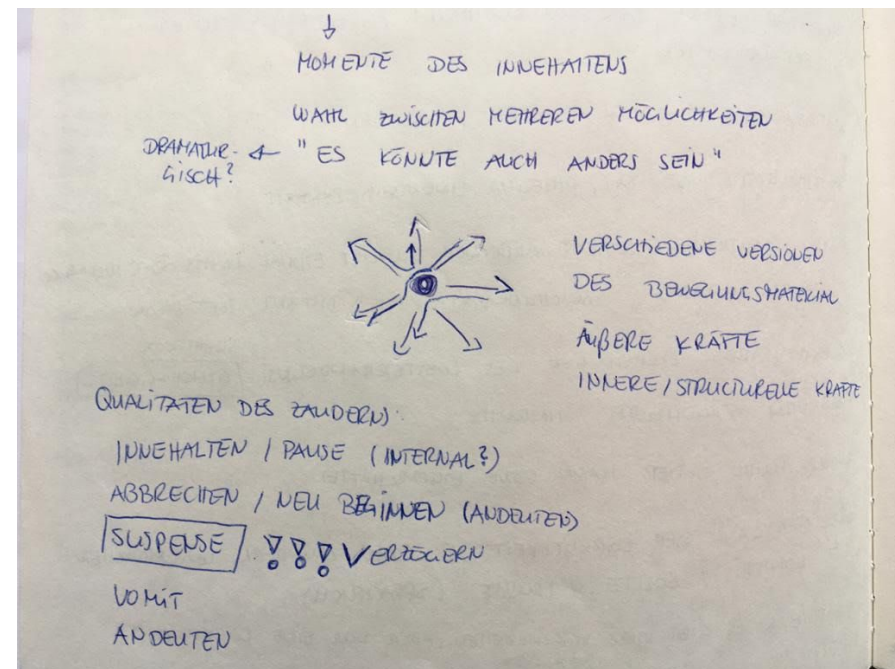 MOMENTE DES INNEHALTENS
WAHL ZWISCHEN MEHREREN MÖGLICHKEITEN
DRAMATUR-
GISCH?
"ES KÖNNTE AUCH ANDERS SEIN"
VERSCHIEDENE VERSIONEN
DES BEWEGUNGSMATERIAL
ÄUßERE KRÄFTE
INNERE / STRUCTURELLE KRÄFTE
QUALITÄTEN DES ZAUDERNS:
INNEHALTEN / PAUSE (INTERNAL?)
ABBRECHEN / NEU BEGINNEN (ANDEUTEN)
SUSPENSE !!! VERZÖGERN
VOMIT
ANDEUTEN